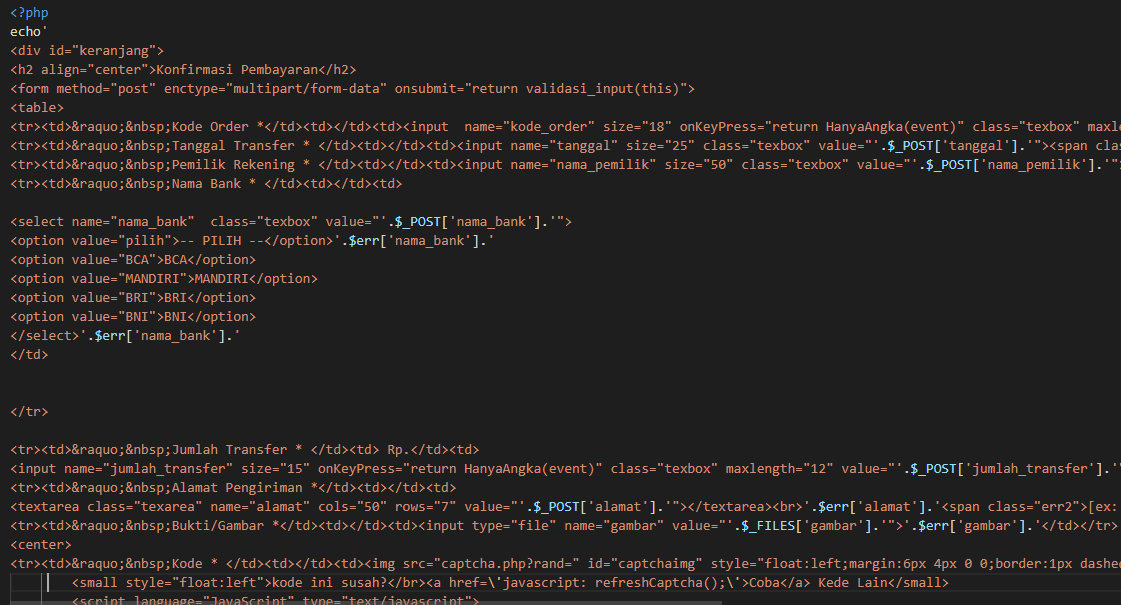 <?php
echo'
<div id="keranjang">
<h2 align="center">Konfirmasi Pembayaran</h2>
<form method="post" enctype="multipart/form-data" onsubmit="return validasi_input(this)">
<table>
<tr><td>&raquo;&nbsp;Kode Order *</td><td></td><td><input  name="kode_order" size="18" onKeyPress="return HanyaAngka(event)" class="texbox" maxl
<tr><td>&raquo;&nbsp;Tanggal Transfer * </td><td></td><td><input name="tanggal" size="25" class="texbox" value="'.$_POST['tanggal'].'"><span clas
<tr><td>&raquo;&nbsp;Pemilik Rekening * </td><td></td><td><input name="nama_pemilik" size="50" class="texbox" value="'.$_POST['nama_pemilik'].'"
<tr><td>&raquo;&nbsp;Nama Bank * </td><td></td><td>
<select name="nama_bank"  class="texbox" value="'.$_POST['nama_bank'].'">
<option value="pilih">-- PILIH --</option>'.$err['nama_bank'].'
<option value="BCA">BCA</option>
<option value="MANDIRI">MANDIRI</option>
<option value="BRI">BRI</option>
<option value="BNI">BNI</option>
</select>'.$err['nama_bank'].'
</td>
</tr>
<tr><td>&raquo;&nbsp;Jumlah Transfer * </td><td> Rp.</td><td>
<input name="jumlah_transfer" size="15" onKeyPress="return HanyaAngka(event)" class="texbox" maxlength="12" value="'.$_POST['jumlah_transfer'].'"
<tr><td>&raquo;&nbsp;Alamat Pengiriman *</td><td></td><td>
<textarea class="texarea" name="alamat" cols="50" rows="7" value="'.$_POST['alamat'].'"></textarea><br>'.$err['alamat'].'<span class="err2">[ex:
<tr><td>&raquo;&nbsp;Bukti/Gambar *</td><td></td><td><input type="file" name="gambar" value="'.$_FILES['gambar'].'">'.$err['gambar'].'</td></tr>
<center>
<tr><td>&raquo;&nbsp;Kode * </td><td></td><td><img src="captcha.php?rand=" id="captchaimg" style="float:left;margin:6px 4px 0 0;border:1px dashed
<small style="float:left">kode ini susah?</br><a href=\'javascript: refreshCaptcha();\'>Coba</a> Kede Lain</small>
<script language="JavaScript" type="text/javascript">